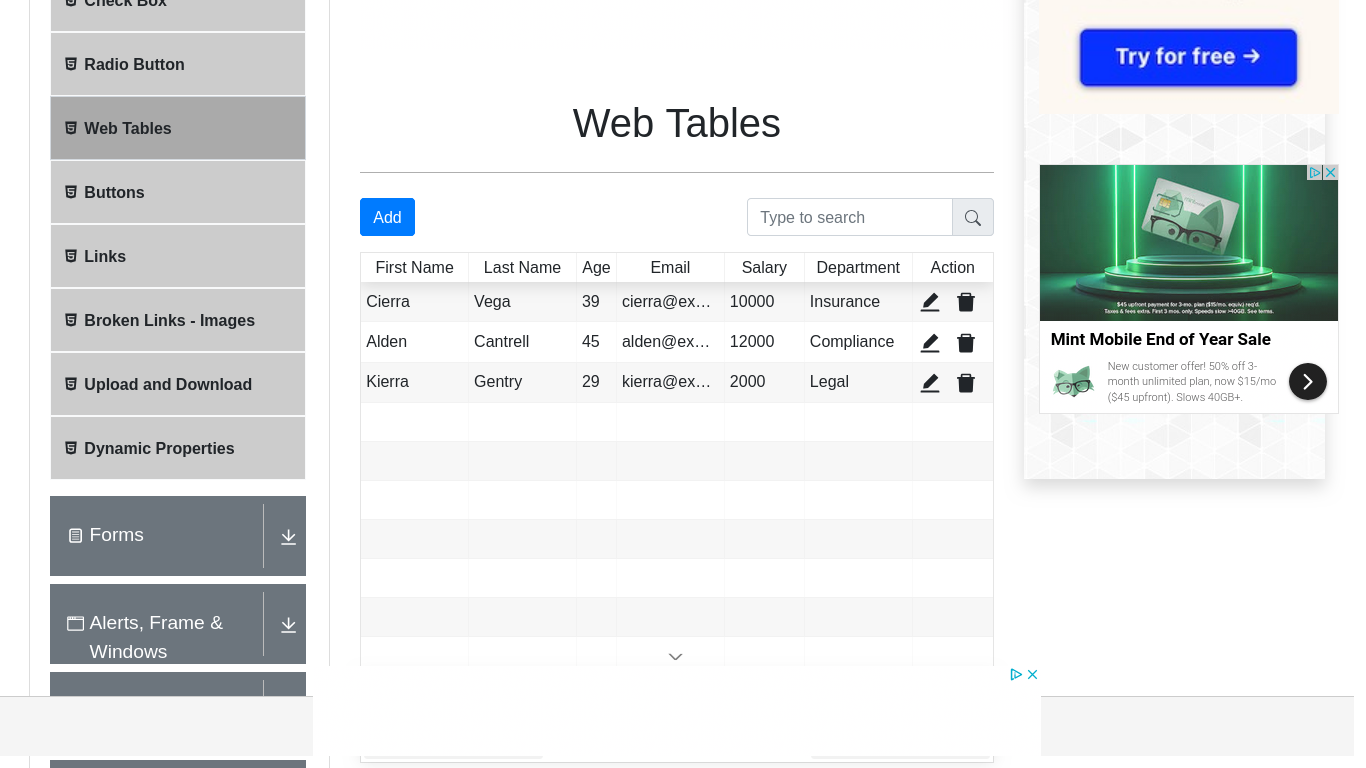 Check Box
Radio Button
Web Tables
Buttons
Links
Broken Links - Images
Upload and Download
Dynamic Properties
Forms
Alerts, Frame &
Windows
Web Tables
Add
Type to search
First Name Last Name Age Email Salary Department Action
Cierra Vega 39 cierra@ex... 10000 Insurance
Alden Cantrell 45 alden@ex... 12000 Compliance
Kierra Gentry 29 kierra@ex... 2000 Legal
Try for free →
$45 upfront payment for 3-mo. plan ($15/mo. equiv.) req'd.
Taxes & fees extra. First 3 mos. only. Speeds slow >40GB. See terms.
Mint Mobile End of Year Sale
New customer offer! 50% off 3-
month unlimited plan, now $15/mo
($45 upfront). Slows 40GB+.